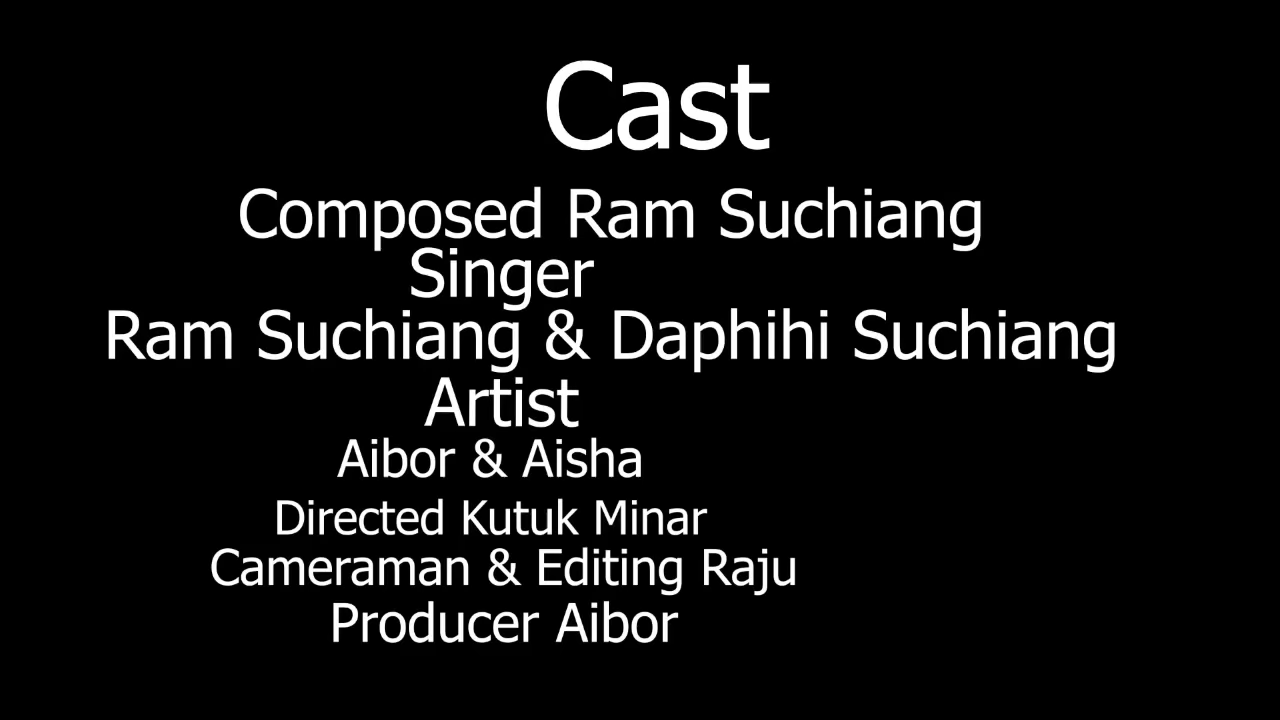 Cast
Composed Ram Suchiang
Singer
Ram Suchiang & Daphihi Suchiang
Artist
Aibor & Aisha
Directed Kutuk Minar
Cameraman & Editing Raju
Producer Aibor